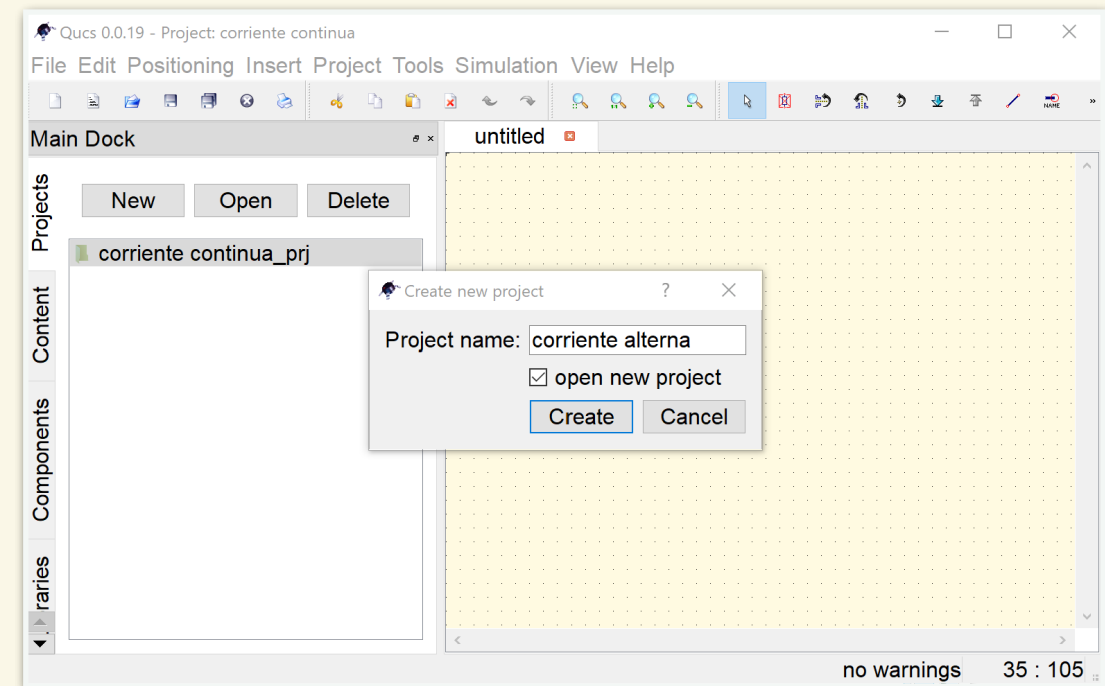 Qucs 0.0.19 - Project: corriente continua
File Edit Positioning Insert Project Tools Simulation View Help
NAME
»
Main Dock
untitled
Projects
New Open Delete
corriente continua_prj
Content
Create new project ?
Project name: corriente alterna
open new project
Create Cancel
Components
raries
no warnings 35 : 105